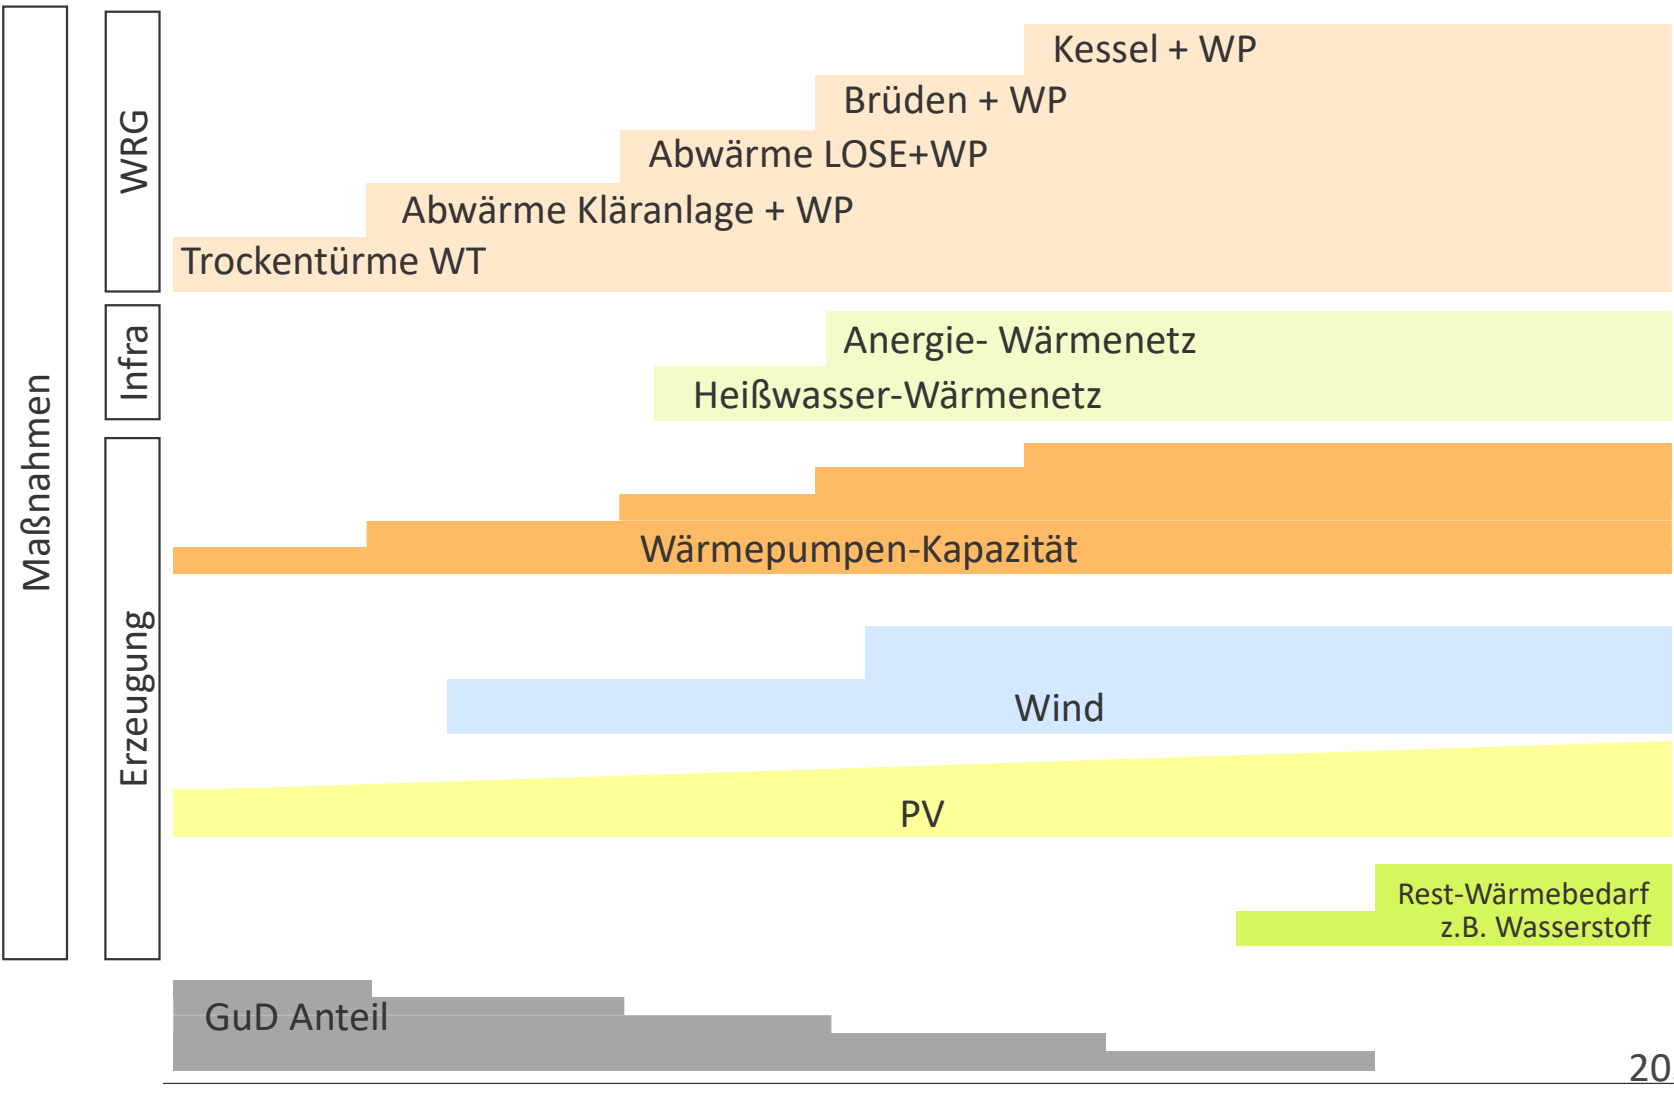 Maßnahmen
WRG
Kessel + WP
Brüden + WP
Abwärme LOSE+WP
Abwärme Kläranlage + WP
Trockentürme WT
Infra
Anergie- Wärmenetz
Heißwasser-Wärmenetz
Erzeugung
Wärmepumpen-Kapazität
Wind
PV
Rest-Wärmebedarf
z.B. Wasserstoff
GuD Anteil